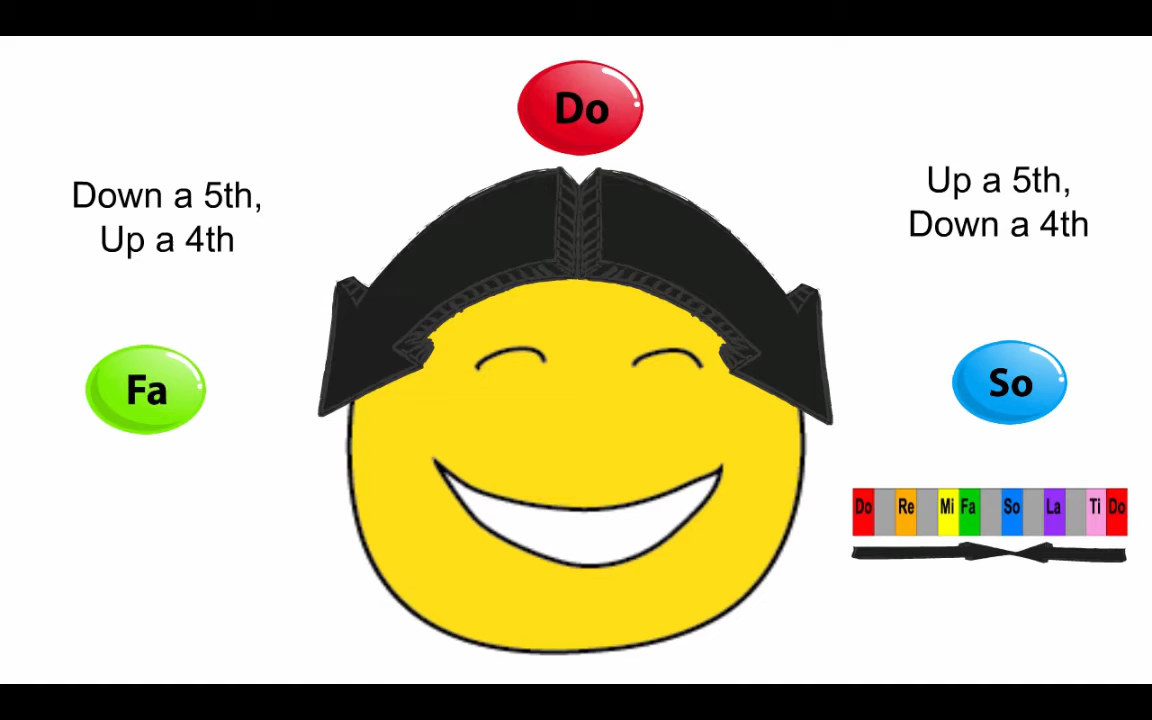 Do
Down a 5th,
Up a 4th
Up a 5th,
Down a 4th
Fa
So
Do Re Mi Fa So La Ti Do